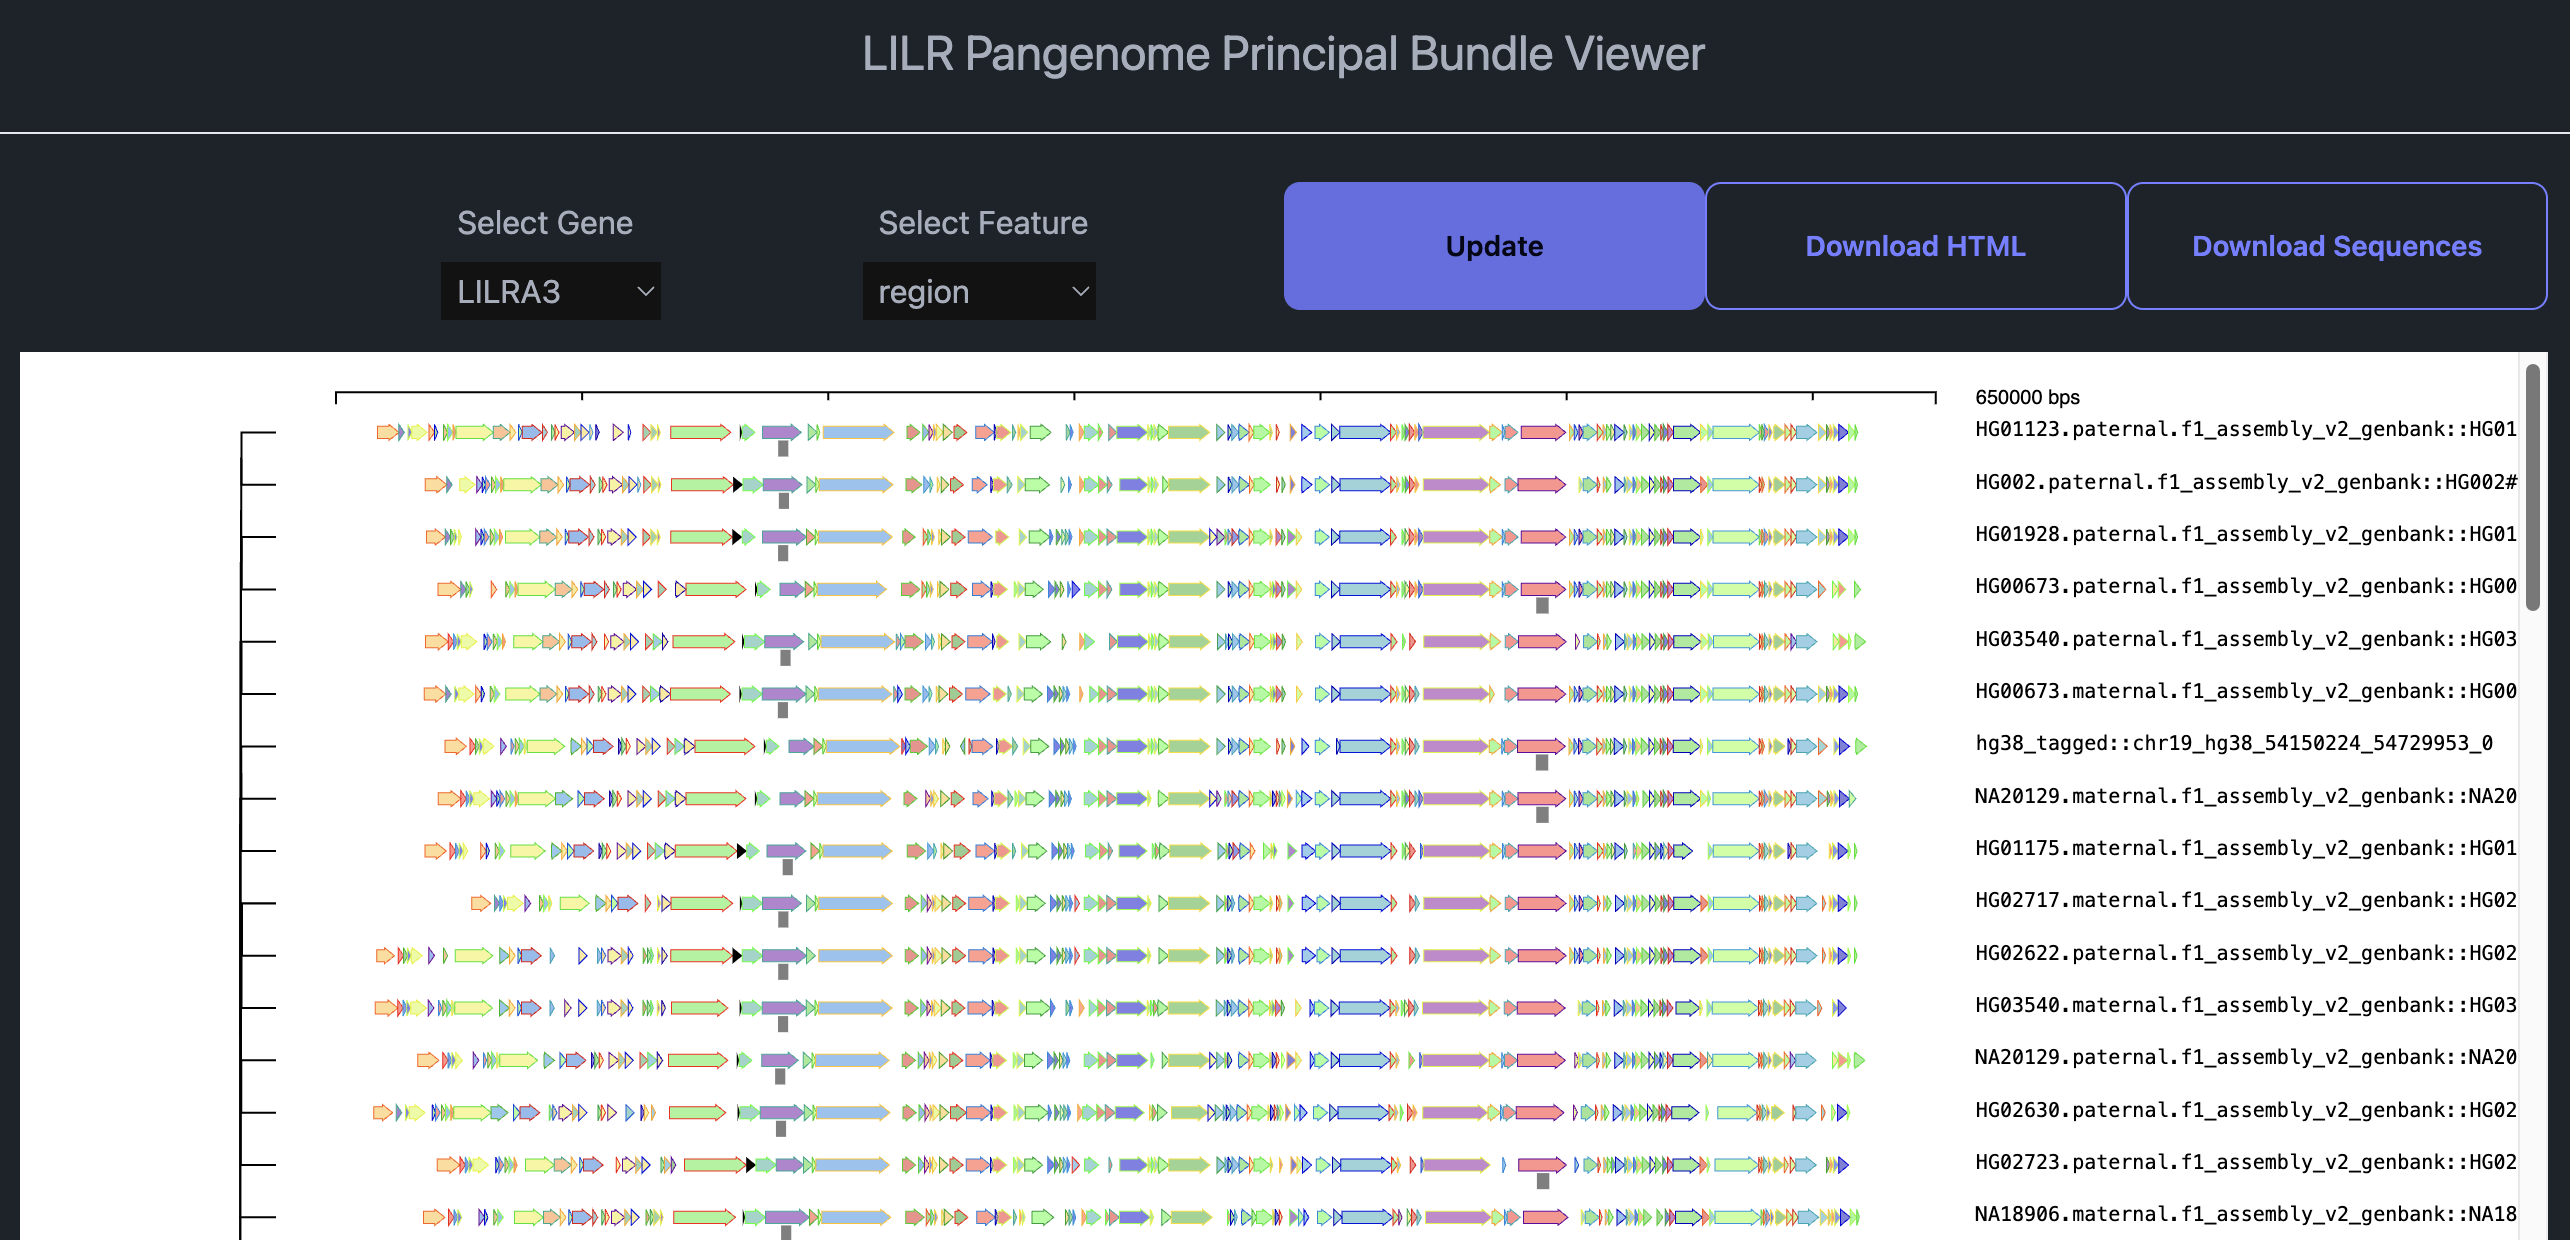 LILR Pangenome Principal Bundle Viewer
Select Gene
Select Feature
LILRA3
region
Update
Download HTML
Download Sequences
650000 bps
HG01123.paternal.f1_assembly_v2_genbank::HG01
HG002.paternal.f1_assembly_v2_genbank::HG002#
HG01928.paternal.f1_assembly_v2_genbank::HG01
HG00673.paternal.f1_assembly_v2_genbank::HG00
HG03540.paternal.f1_assembly_v2_genbank::HG03
HG00673.maternal.f1_assembly_v2_genbank::HG00
hg38_tagged::chr19_hg38_54150224_54729953_0
NA20129.maternal.f1_assembly_v2_genbank::NA20
HG01175.maternal.f1_assembly_v2_genbank::HG01
HG02717.maternal.f1_assembly_v2_genbank::HG02
HG02622.paternal.f1_assembly_v2_genbank::HG02
HG03540.maternal.f1_assembly_v2_genbank::HG03
NA20129.paternal.f1_assembly_v2_genbank::NA20
HG02630.paternal.f1_assembly_v2_genbank::HG02
HG02723.paternal.f1_assembly_v2_genbank::HG02
NA18906.maternal.f1_assembly_v2_genbank::NA18